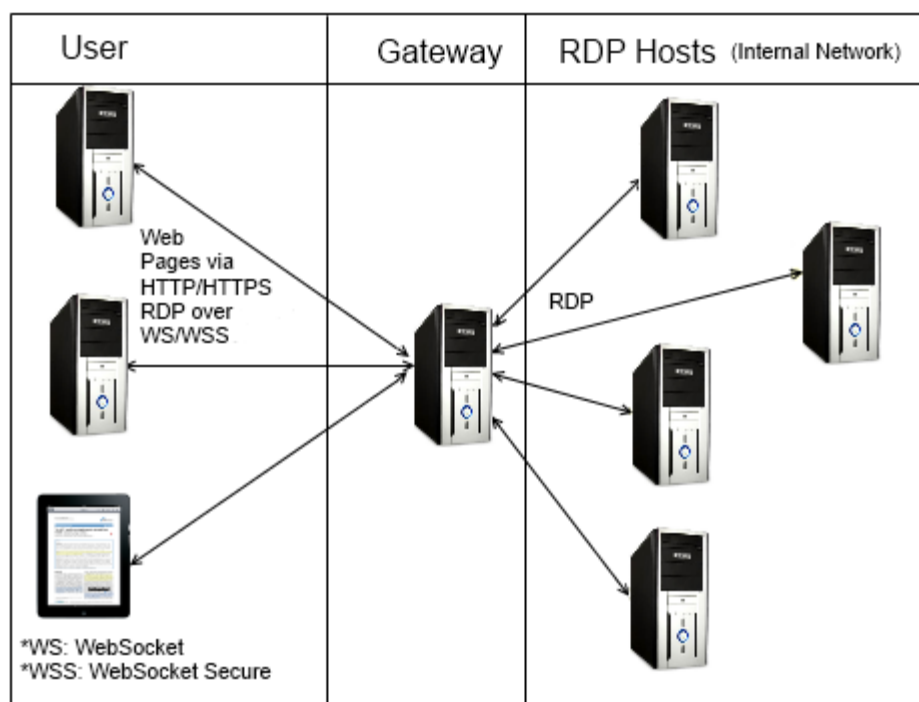 User
Gateway
RDP Hosts (Internal Network)
Web
Pages via
HTTP/HTTPS
RDP over
WS/WSS
RDP
*WS: WebSocket
*WSS: WebSocket Secure